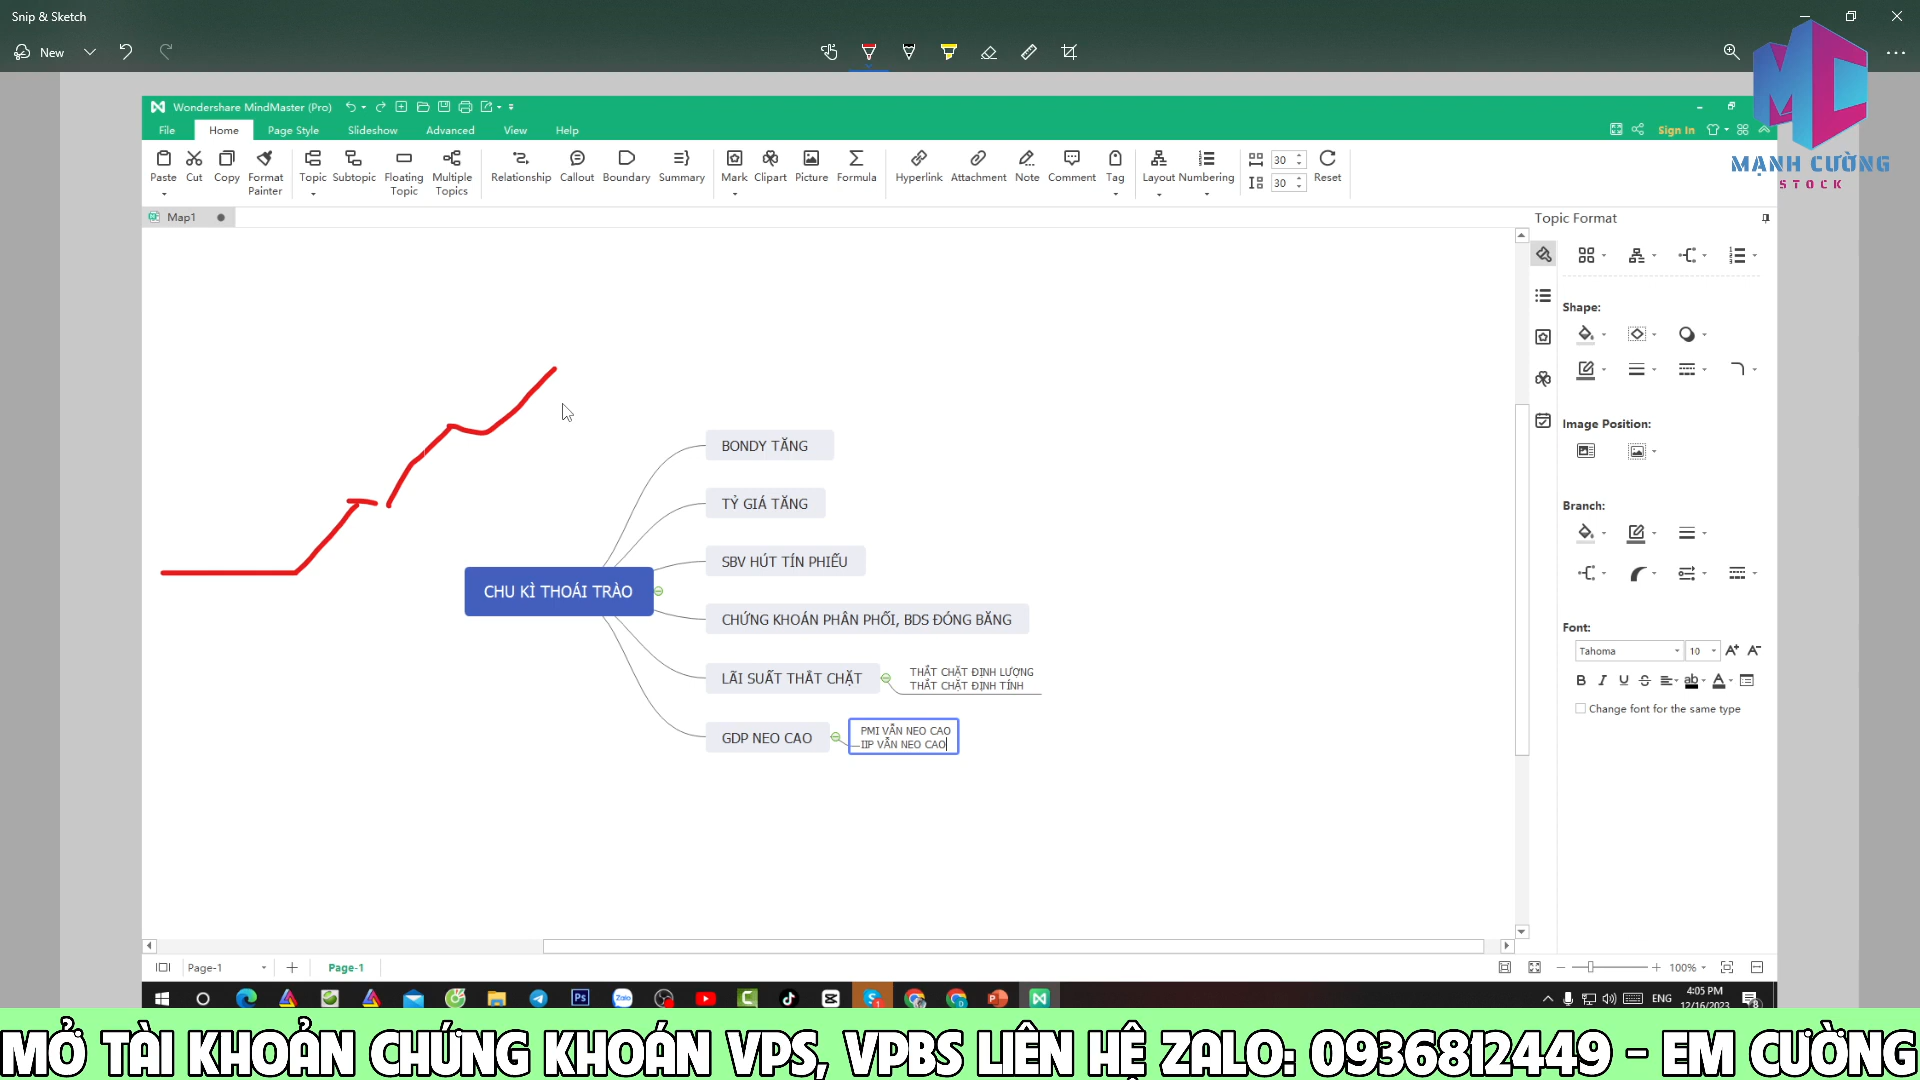 Snip & Sketch
New
Wondershare MindMaster (Pro)
File Home Page Style Slideshow Advanced View Help
Sign In
Paste Cut Copy Format Painter Topic Subtopic Floating Topic Multiple Topics Relationship Callout Boundary Summary Mark Clipart Picture Formula Hyperlink Attachment Note Comment Tag Layout Numbering 30 30 Reset
MẠNH CƯỜNG
STOCK
Map1
Topic Format
Shape:
Image Position:
Branch:
Font:
Tahoma 10
Change font for the same type
BONDY TĂNG
TỶ GIÁ TĂNG
SBV HÚT TÍN PHIẾU
CHU KÌ THOÁI TRÀO
CHỨNG KHOÁN PHÂN PHỐI, BDS ĐÓNG BĂNG
LÃI SUẤT THẮT CHẶT
THẮT CHẶT ĐỊNH LƯỢNG
THẮT CHẶT ĐỊNH TÍNH
GDP NEO CAO
PMI VẪN NEO CAO
IIP VẪN NEO CAO
Page-1 Page-1 100%
ENG 4:05 PM
12/16/2023
MỞ TÀI KHOẢN CHỨNG KHOÁN VPS, VPBS LIÊN HỆ ZALO: 0936812449 - EM CƯỜNG